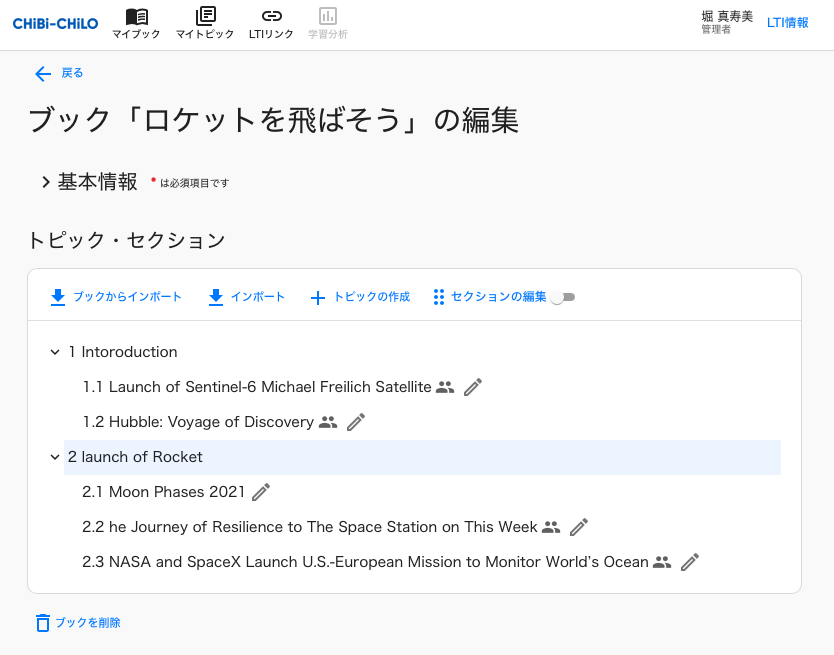 CHiBi-CHiLO マイブック マイトピック LTIリンク 学習分析 堀 真寿美 管理者 LTI情報
戻る
ブック「ロケットを飛ばそう」の編集
基本情報 * は必須項目です
トピック・セクション
ブックからインポート インポート トピックの作成 セクションの編集
1 Intoroduction
1.1 Launch of Sentinel-6 Michael Freilich Satellite
1.2 Hubble: Voyage of Discovery
2 launch of Rocket
2.1 Moon Phases 2021
2.2 he Journey of Resilience to The Space Station on This Week
2.3 NASA and SpaceX Launch U.S.-European Mission to Monitor World's Ocean
ブックを削除